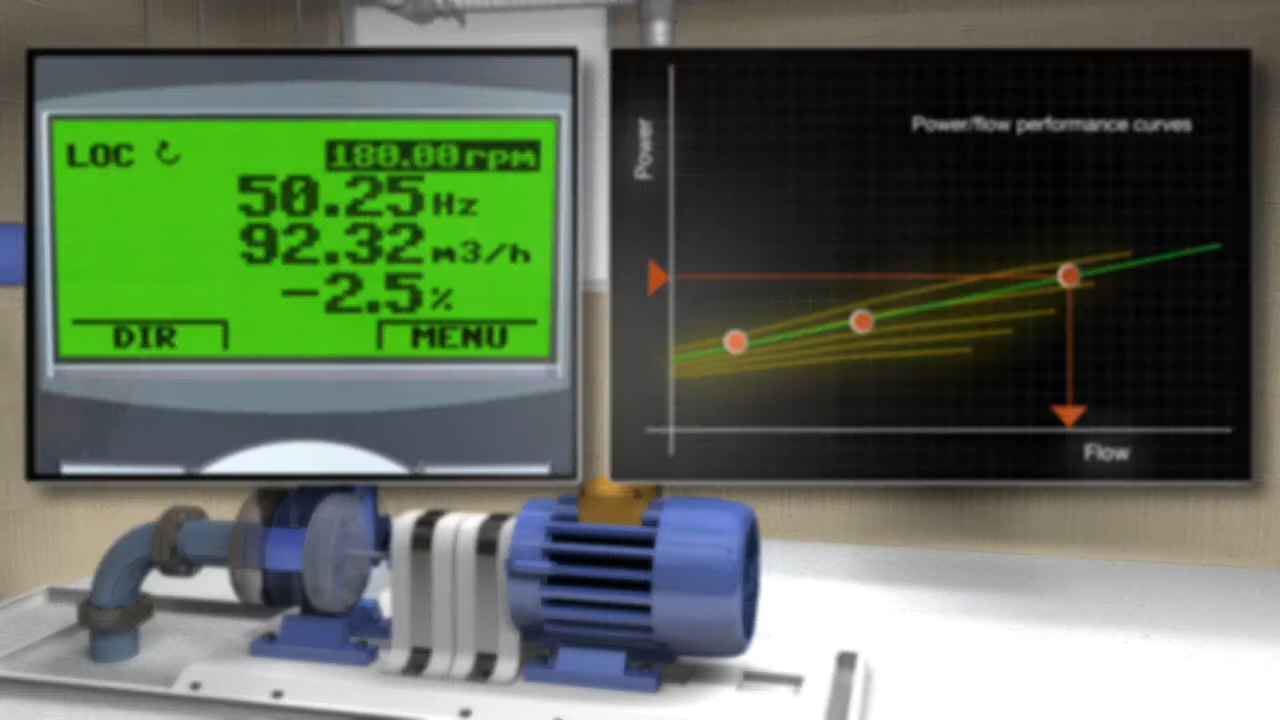 LOC 180.00rpm
50.25Hz
92.32m3/h
-2.5%
DIR MENU
Power/flow performance curves
Power
Flow